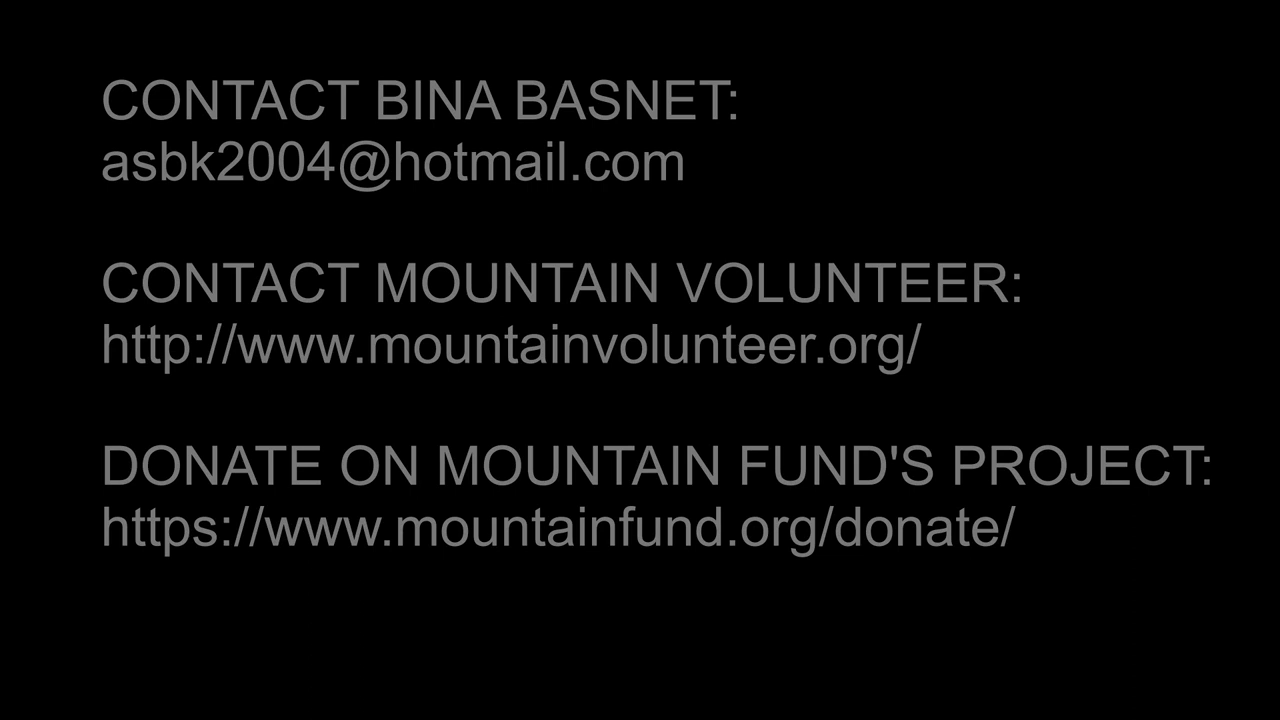 CONTACT BINA BASNET:
asbk2004@hotmail.com
CONTACT MOUNTAIN VOLUNTEER:
http://www.mountainvolunteer.org/
DONATE ON MOUNTAIN FUND'S PROJECT:
https://www.mountainfund.org/donate/